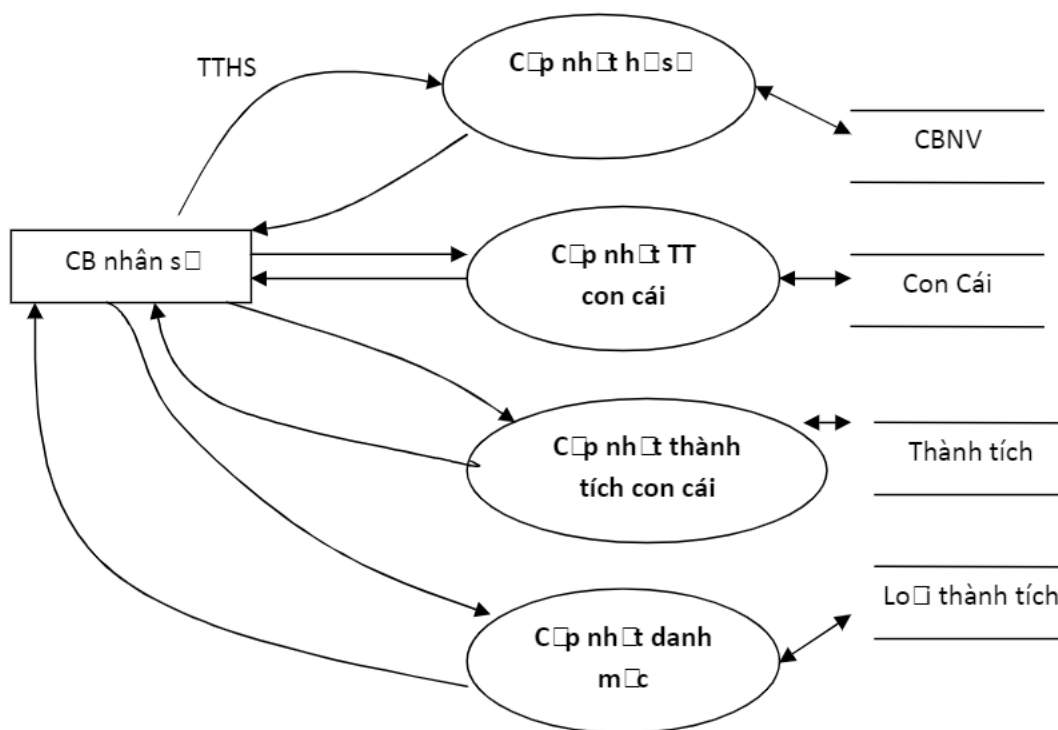 TTHS
C□p nh□t h□ s□
CBNV
CB nhân s□
C□p nh□t TT
con cái
Con Cái
C□p nh□t thành
tích con cái
Thành tích
Lo□i thành tích
C□p nh□t danh
m□c